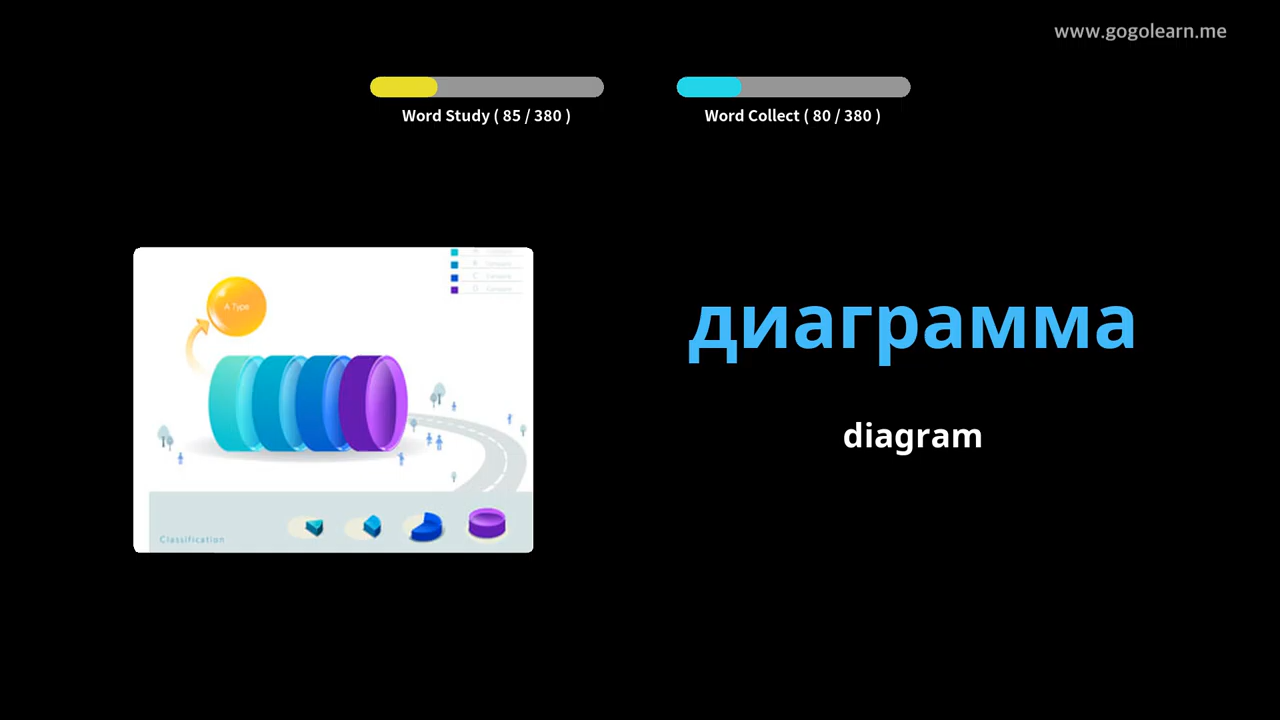 www.gogolearn.me
Word Study ( 85 / 380 )
Word Collect ( 80 / 380 )
A Type
диаграмма
diagram
Classification